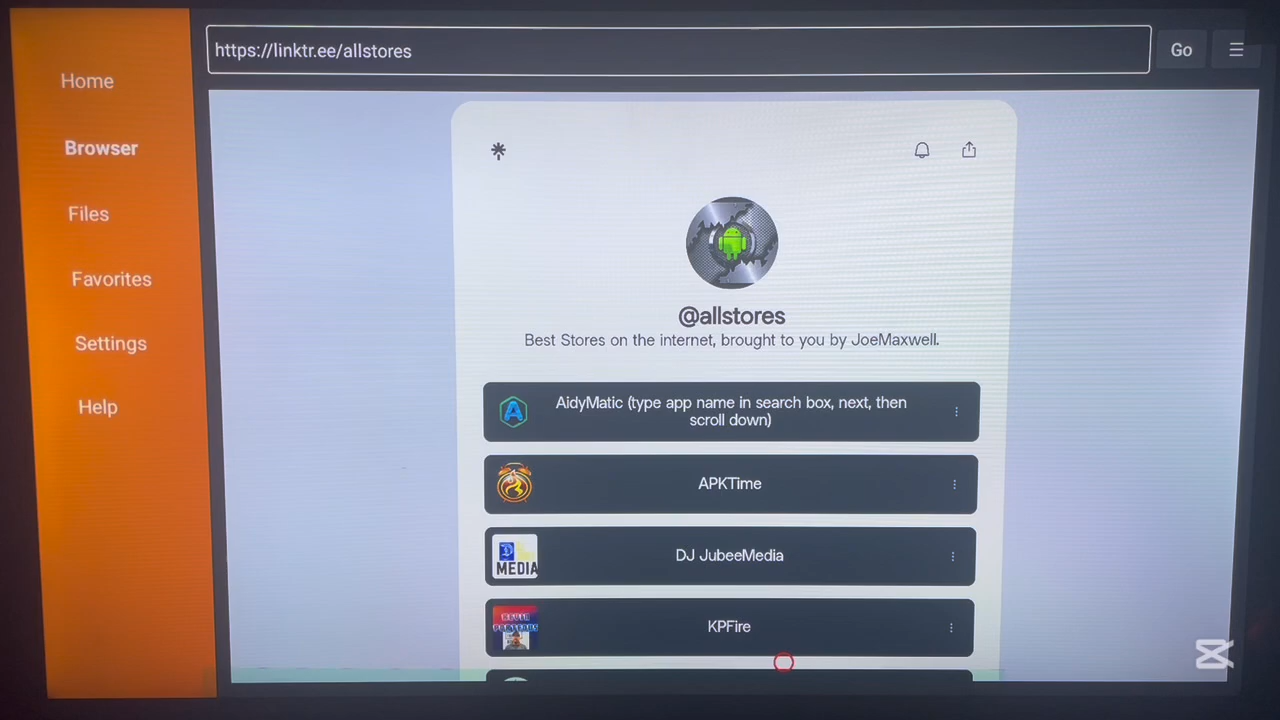 https://linktr.ee/allstores
Go
Home
Browser
Files
Favorites
Settings
Help
@allstores
Best Stores on the internet, brought to you by JoeMaxwell.
AidyMatic (type app name in search box, next, then
scroll down)
APKTime
DJ JubeeMedia
MEDIA
KPFire